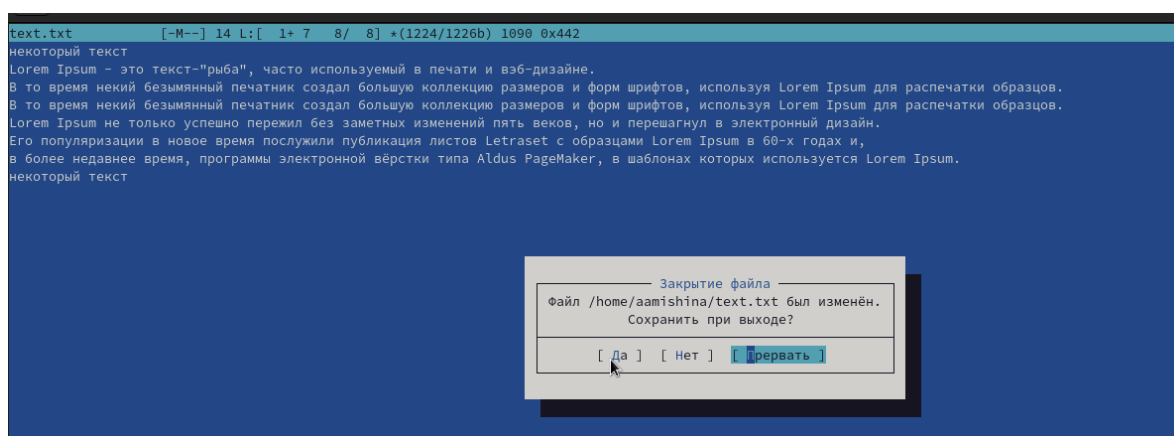 text.txt [-M--] 14 L:[ 1+ 7 8/ 8] *(1224/1226b) 1090 0x442
некоторый текст
Lorem Ipsum - это текст-"рыба", часто используемый в печати и вэб-дизайне.
В то время некий безымянный печатник создал большую коллекцию размеров и форм шрифтов, используя Lorem Ipsum для распечатки образцов.
В то время некий безымянный печатник создал большую коллекцию размеров и форм шрифтов, используя Lorem Ipsum для распечатки образцов.
Lorem Ipsum не только успешно пережил без заметных изменений пять веков, но и перешагнул в электронный дизайн.
Его популяризации в новое время послужили публикация листов Letraset с образцами Lorem Ipsum в 60-х годах и,
в более недавнее время, программы электронной вёрстки типа Aldus PageMaker, в шаблонах которых используется Lorem Ipsum.
некоторый текст
Закрытие файла
Файл /home/aamishina/text.txt был изменён.
Сохранить при выходе?
[ Да ] [ Нет ] [ Прервать ]